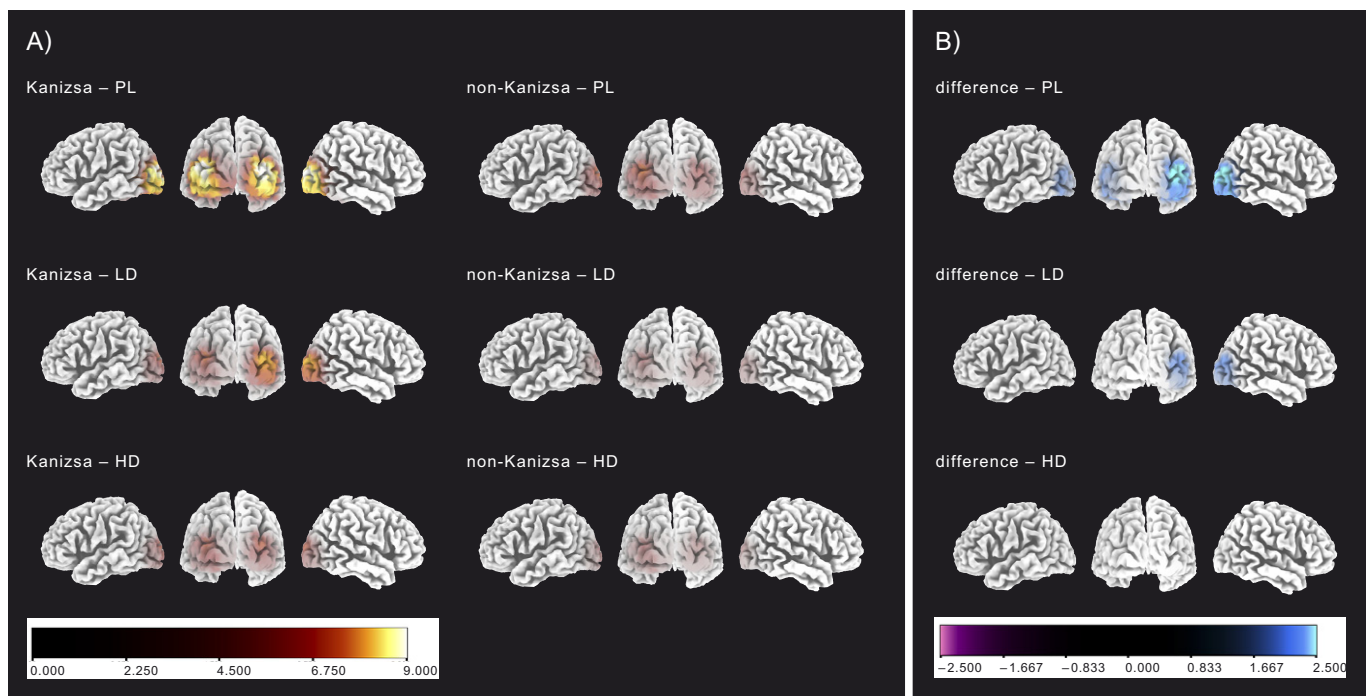 A)
B)
Kanizsa – PL
non-Kanizsa – PL
difference – PL
Kanizsa – LD
non-Kanizsa – LD
difference – LD
Kanizsa – HD
non-Kanizsa – HD
difference – HD
0.000 2.250 4.500 6.750 9.000
−2.500 −1.667 −0.833 0.000 0.833 1.667 2.500